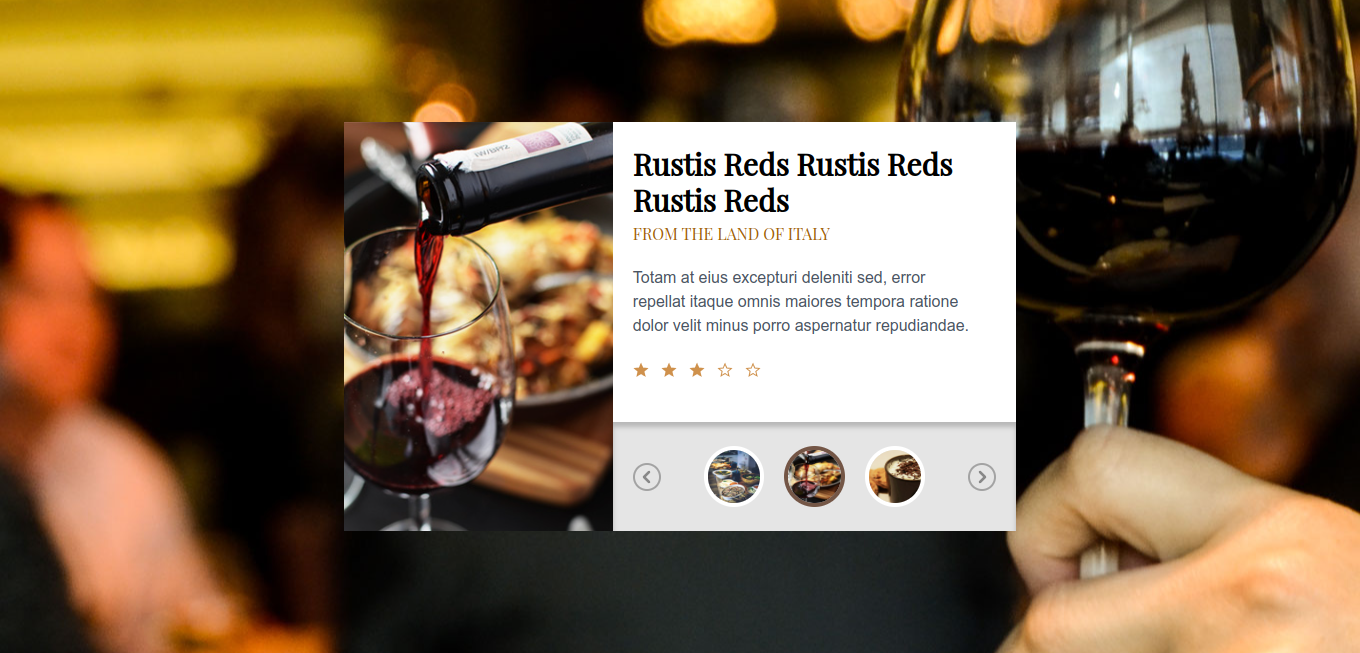 Rustis Reds Rustis Reds
Rustis Reds
FROM THE LAND OF ITALY
Totam at eius excepturi deleniti sed, error
repellat itaque omnis maiores tempora ratione
dolor velit minus porro aspernatur repudiandae.